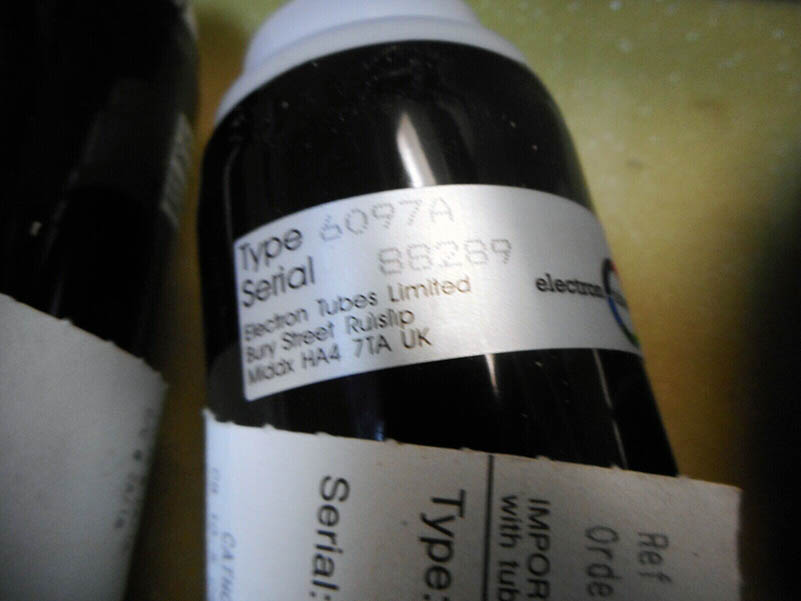 Type 6097A
Serial 88289
Electron Tubes Limited
Bury Street Ruislip
Middx HA4 7TA UK
electron
Serial:
Type:
IMPOR
with tub
Ref
Orde